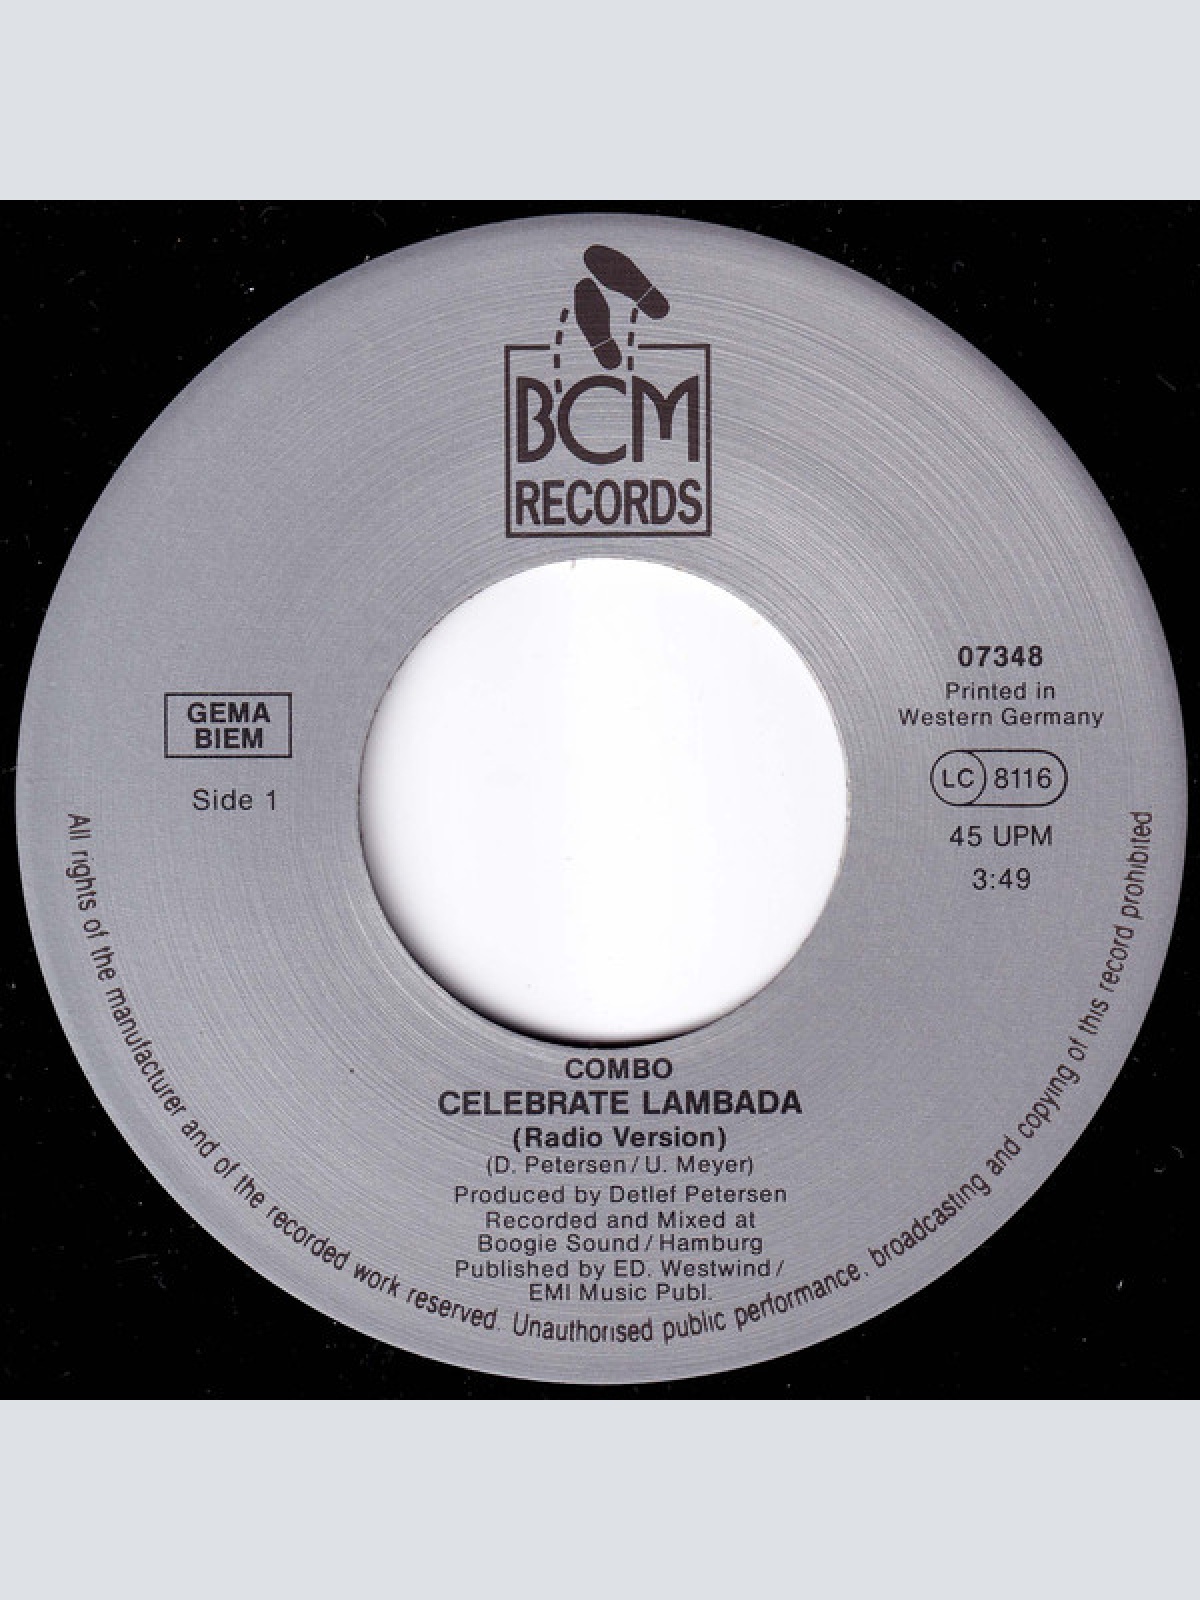 BCM
RECORDS
GEMA
BIEM
Side 1
07348
Printed in
Western Germany
LC 8116
45 UPM
3:49
COMBO
CELEBRATE LAMBADA
(Radio Version)
(D. Petersen / U. Meyer)
Produced by Detlef Petersen
Recorded and Mixed at
Boogie Sound / Hamburg
Published by ED. Westwind /
EMI Music Publ.
All rights of the manufacturer and of the recorded work reserved. Unauthorised public performance. broadcasting and copying of this record prohibited